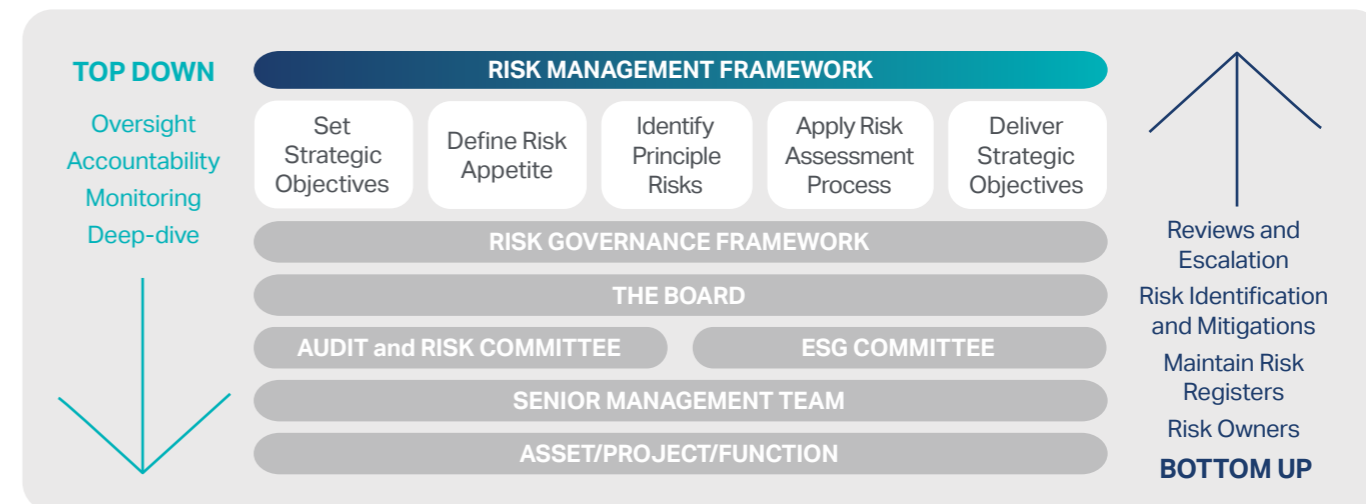 TOP DOWN
Oversight
Accountability
Monitoring
Deep-dive
RISK MANAGEMENT FRAMEWORK
Set
Strategic
Objectives
Define Risk
Appetite
Identify
Principle
Risks
Apply Risk
Assessment
Process
Deliver
Strategic
Objectives
RISK GOVERNANCE FRAMEWORK
THE BOARD
AUDIT and RISK COMMITTEE
ESG COMMITTEE
SENIOR MANAGEMENT TEAM
ASSET/PROJECT/FUNCTION
Reviews and
Escalation
Risk Identification
and Mitigations
Maintain Risk
Registers
Risk Owners
BOTTOM UP